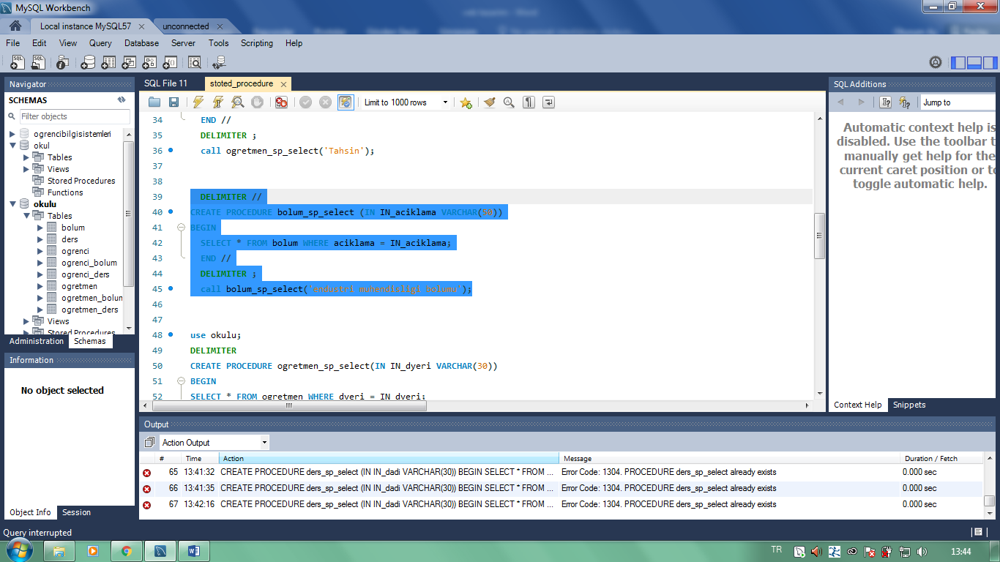 MySQL Workbench
Local instance MySQL57
unconnected
File Edit View Query Database Server Tools Scripting Help
Navigator
SCHEMAS
Filter objects
ogrencibilgisistemleri
okul
Tables
Views
Stored Procedures
Functions
okulu
Tables
bolum
ders
ogrenci
ogrenci_bolum
ogrenci_ders
ogretmen
ogretmen_bolun
ogretmen_ders
Views
Stored Procedures
Administration Schemas
Information
No object selected
Object Info Session
SQL File 11 stoted_procedure
Limit to 1000 rows
34 END //
35 DELIMITER ;
36 call ogretmen_sp_select('Tahsin');
37
38
39 DELIMITER //
40 CREATE PROCEDURE bolum_sp_select (IN IN_aciklama VARCHAR(50))
41 BEGIN
42 SELECT * FROM bolum WHERE aciklama = IN_aciklama;
43 END //
44 DELIMITER ;
45 call bolum_sp_select('endustri muhendisligi bolumu');
46
47
48 use okulu;
49 DELIMITER
50 CREATE PROCEDURE ogretmen_sp_select(IN IN_dyeri VARCHAR(30))
51 BEGIN
52 SELECT * FROM ogretmen WHERE dyeri = IN_dyeri;
SQL Additions
Jump to
Automatic context help is
disabled. Use the toolbar t
manually get help for the
current caret position or to
toggle automatic help.
Context Help Snippets
Output
Action Output
# Time Action Message Duration / Fetch
65 13:41:32 CREATE PROCEDURE ders_sp_select (IN IN_dadi VARCHAR(30)) BEGIN SELECT * FROM ... Error Code: 1304. PROCEDURE ders_sp_select already exists 0.000 sec
66 13:41:35 CREATE PROCEDURE ders_sp_select (IN IN_dadi VARCHAR(30)) BEGIN SELECT * FROM ... Error Code: 1304. PROCEDURE ders_sp_select already exists 0.000 sec
67 13:42:16 CREATE PROCEDURE ders_sp_select (IN IN_dadi VARCHAR(30)) BEGIN SELECT * FROM ... Error Code: 1304. PROCEDURE ders_sp_select already exists 0.000 sec
Query interrupted
TR
13:44